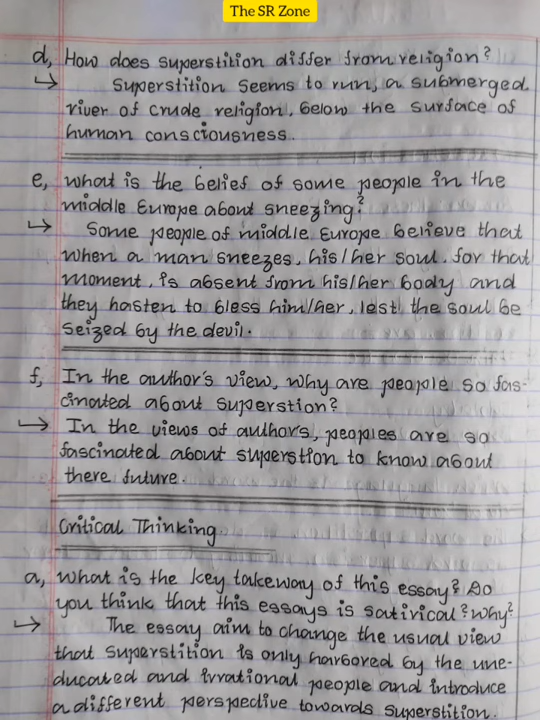 The SR Zone
d, How does superstition differ from religion?
↳ Superstition seems to run, a submerged
river of crude religion, below the surface of
human consciousness.
e, what is the belief of some people in the
middle Europe about sneezing?
↳ Some people of middle Europe believe that
when a man sneezes, his/her soul, for that
moment, is absent from his/her body and
they hasten to bless him/her, lest the soul be
seized by the devil.
f, In the author's view, why are people so fas-
cinated about superstion?
↳ In the views of authors, peoples are so
fascinated about superstion to know about
there future.
Critical Thinking
a, what is the key takeway of this essay? Do
you think that this essays is satirical? why?
↳ The essay aim to change the usual view
that superstition is only harbored by the une-
ducated and irrational people and introduce
a different perspective towards superstition.